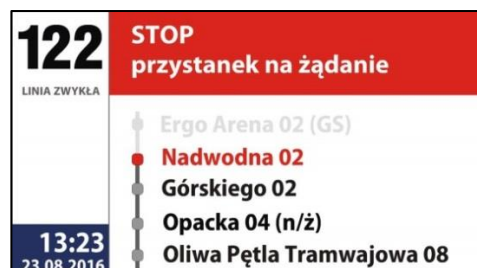 122
LINIA ZWYKŁA
STOP
przystanek na żądanie
Ergo Arena 02 (GS)
Nadwodna 02
Górskiego 02
Opacka 04 (n/ż)
Oliwa Pętla Tramwajowa 08
13:23
23.08.2016